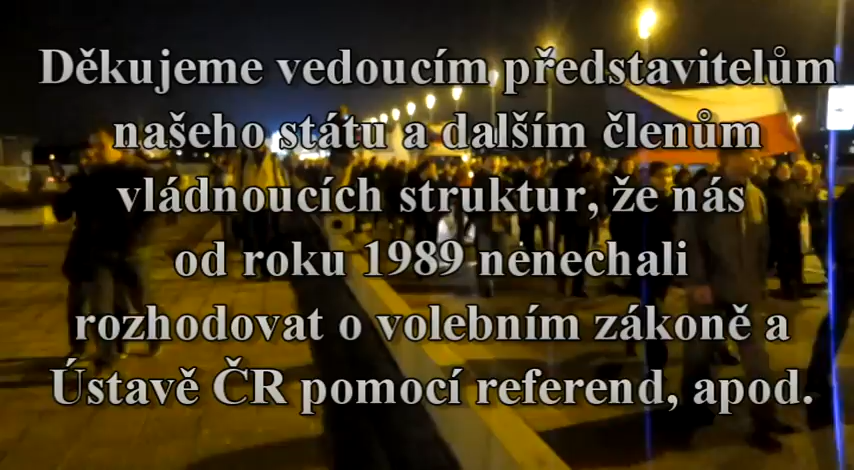 Děkujeme vedoucím představitelům
našeho státu a dalším členům
vládnoucích struktur, že nás
od roku 1989 nenechali
rozhodovat o volebním zákoně a
Ústavě ČR pomocí referend, apod.